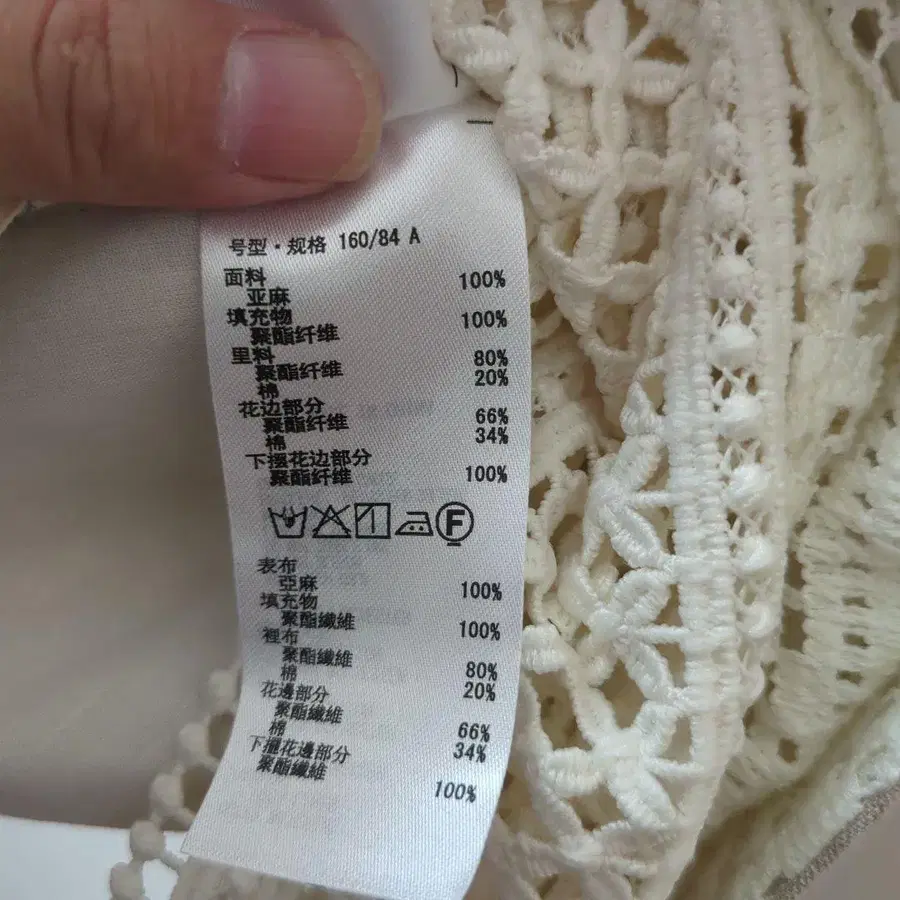 号型·规格 160/84 A
面料
亚麻 100%
填充物
聚酯纤维 100%
里料
聚酯纤维 80%
棉 20%
花边部分
聚酯纤维 66%
棉 34%
下摆花边部分
聚酯纤维 100%
F
表布
亞麻 100%
填充物
聚酯纖維 100%
裡布
聚酯纖維 80%
棉 20%
花邊部分
聚酯纖維 66%
棉 34%
下擺花邊部分
聚酯纖維 100%